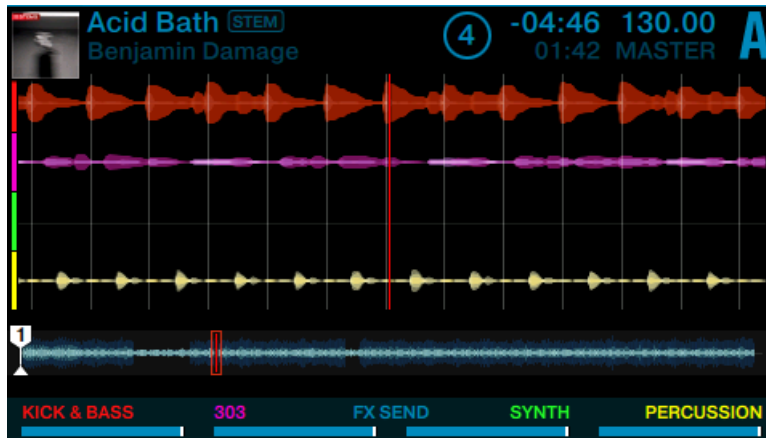 Acid Bath STEM
Benjamin Damage
4
-04:46 130.00
01:42 MASTER
A
1
KICK & BASS 303 FX SEND SYNTH PERCUSSION